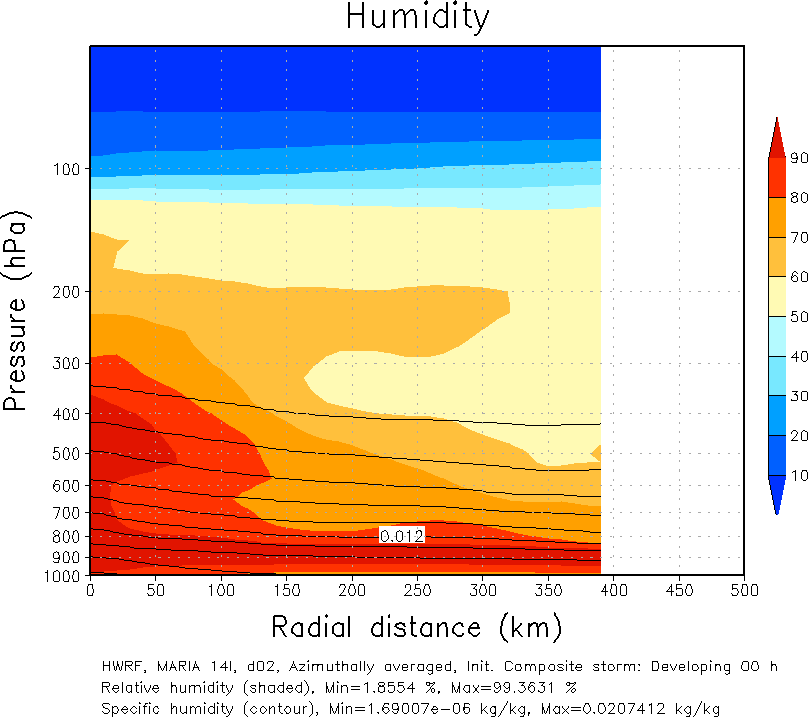 Humidity
Pressure (hPa)
100
200
300
400
500
600
700
800
900
1000
0.012
0 50 100 150 200 250 300 350 400 450 500
Radial distance (km)
90
80
70
60
50
40
30
20
10
HWRF, MARIA 14l, d02, Azimuthally averaged, Init. Composite storm: Developing 00 h
Relative humidity (shaded), Min=1.8554 %, Max=99.3631 %
Specific humidity (contour), Min=1.69007e-06 kg/kg, Max=0.0207412 kg/kg